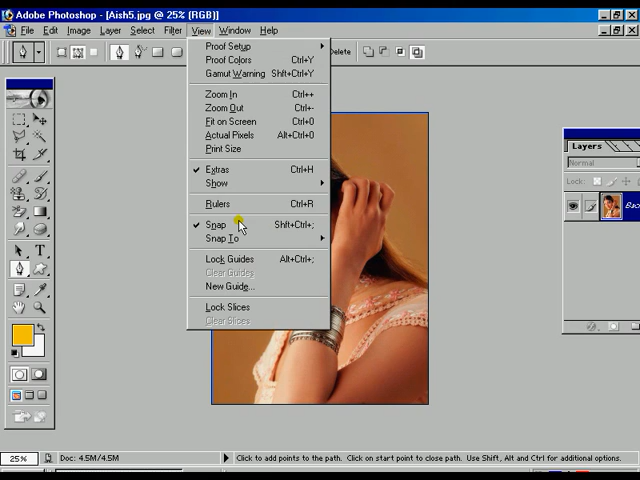 Adobe Photoshop - [Aish5.jpg @ 25% (RGB)]
File Edit Image Layer Select Filter View Window Help
Delete
Proof Setup
Proof Colors Ctrl+Y
Gamut Warning Shft+Ctrl+Y
Zoom In Ctrl++
Zoom Out Ctrl+-
Fit on Screen Ctrl+0
Actual Pixels Alt+Ctrl+0
Print Size
Extras Ctrl+H
Show
Rulers Ctrl+R
Snap Shft+Ctrl+;
Snap To
Lock Guides Alt+Ctrl+;
Clear Guides
New Guide...
Lock Slices
Clear Slices
Layers
Normal
Lock:
Bac
25% Doc: 4.5M/4.5M Click to add points to the path. Click on start point to close path. Use Shift, Alt and Ctrl for additional options.